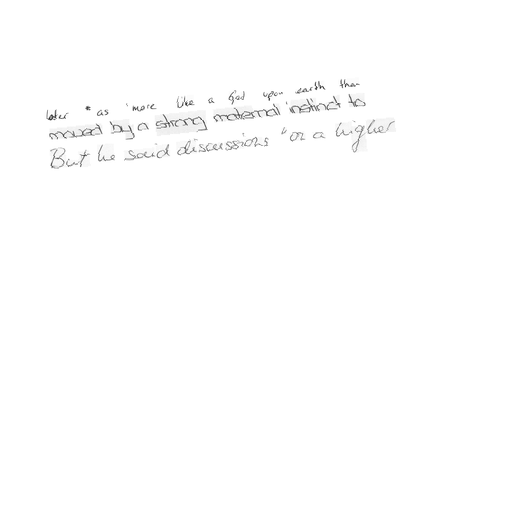 later " as 'more like a God upon earth than
moved by a strong maternal instinct to
But he said discussions "on a higher